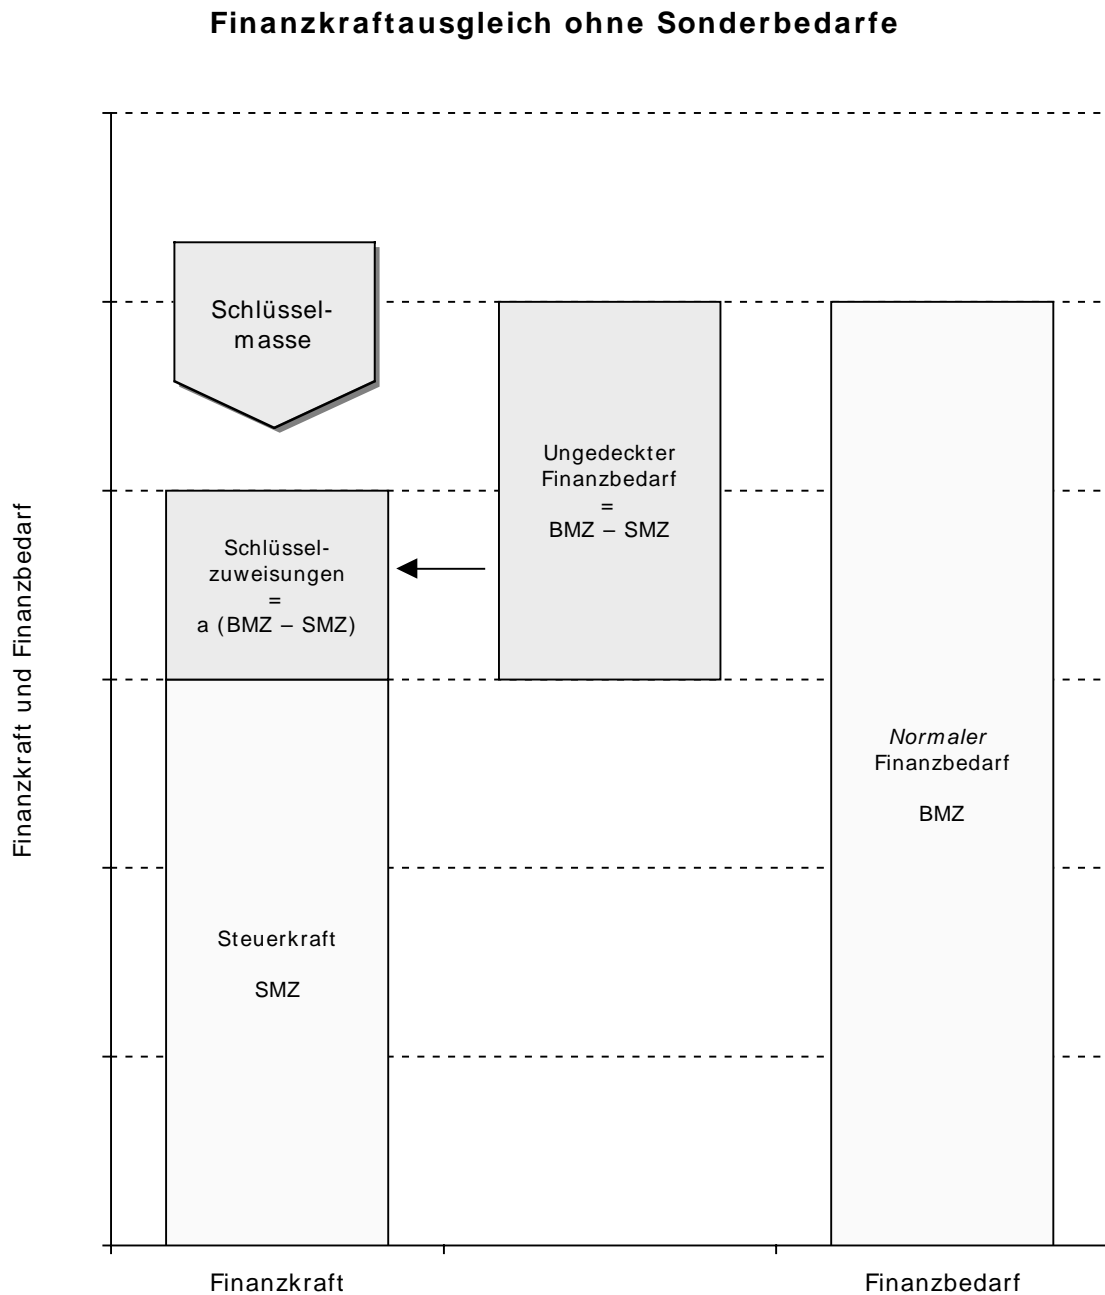 Finanzkraftausgleich ohne Sonderbedarfe
Schlüssel-
masse
Ungedeckter
Finanzbedarf
=
BMZ – SMZ
Schlüssel-
zuweisungen
=
a (BMZ – SMZ)
Normaler
Finanzbedarf
BMZ
Steuerkraft
SMZ
Finanzkraft und Finanzbedarf
Finanzkraft
Finanzbedarf